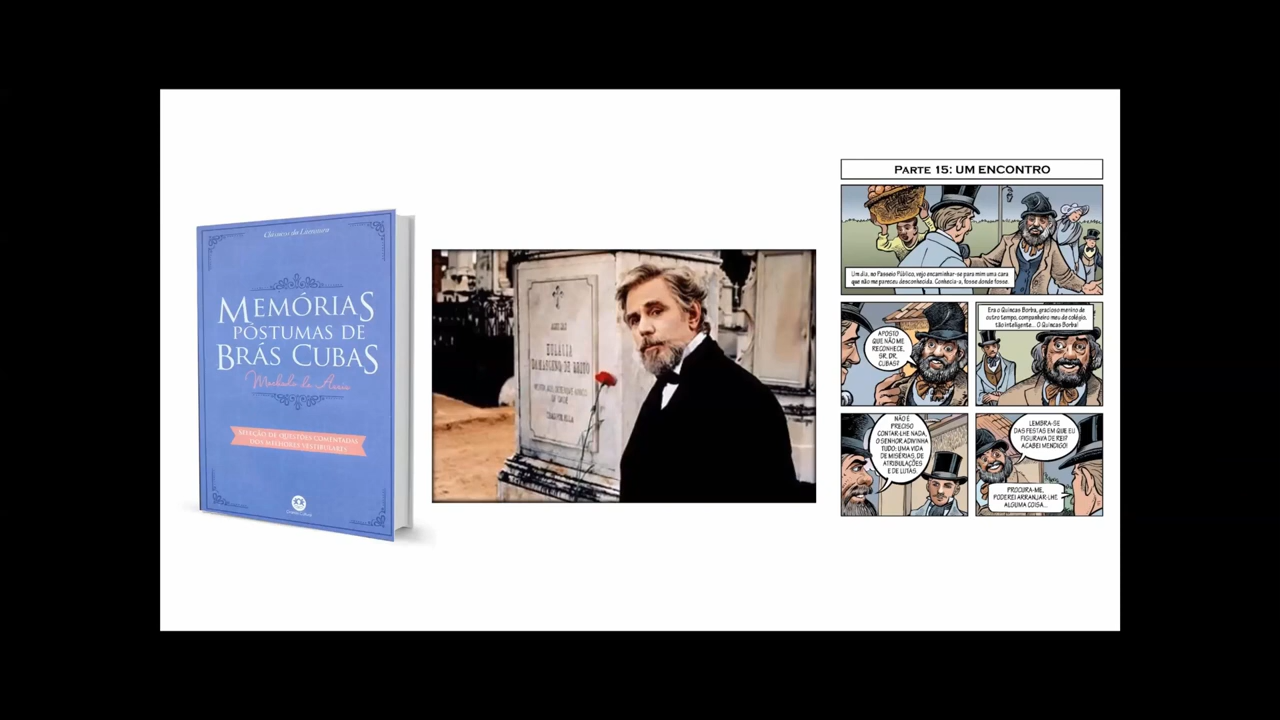 Clássicos da Literatura
MEMÓRIAS
PÓSTUMAS DE
BRÁS CUBAS
Machado de Assis
SELEÇÃO DE QUESTÕES COMENTADAS
DOS MELHORES VESTIBULARES
EULALIA
DAMASCENO DE BRITO
PARTE 15: UM ENCONTRO
Um dia, no Passeio Público, vejo encaminhar-se para mim uma cara
que não me pareceu desconhecida. Conhecia-a, fosse donde fosse.
APOSTO
QUE NÃO ME
RECONHECE,
SR. DR.
CUBAS?
Era o Quincas Borba, gracioso menino de
outro tempo, companheiro meu de colégio,
tão inteligente... O Quincas Borba!
NÃO É
PRECISO
CONTAR-LHE NADA,
O SENHOR ADIVINHA
TUDO: UMA VIDA
DE MISÉRIAS, DE
ATRIBULAÇÕES
E DE LUTAS.
LEMBRA-SE
DAS FESTAS EM QUE EU
FIGURAVA DE REI?
ACABEI MENDIGO!
PROCURA-ME,
PODEREI ARRANJAR-LHE
ALGUMA COISA...